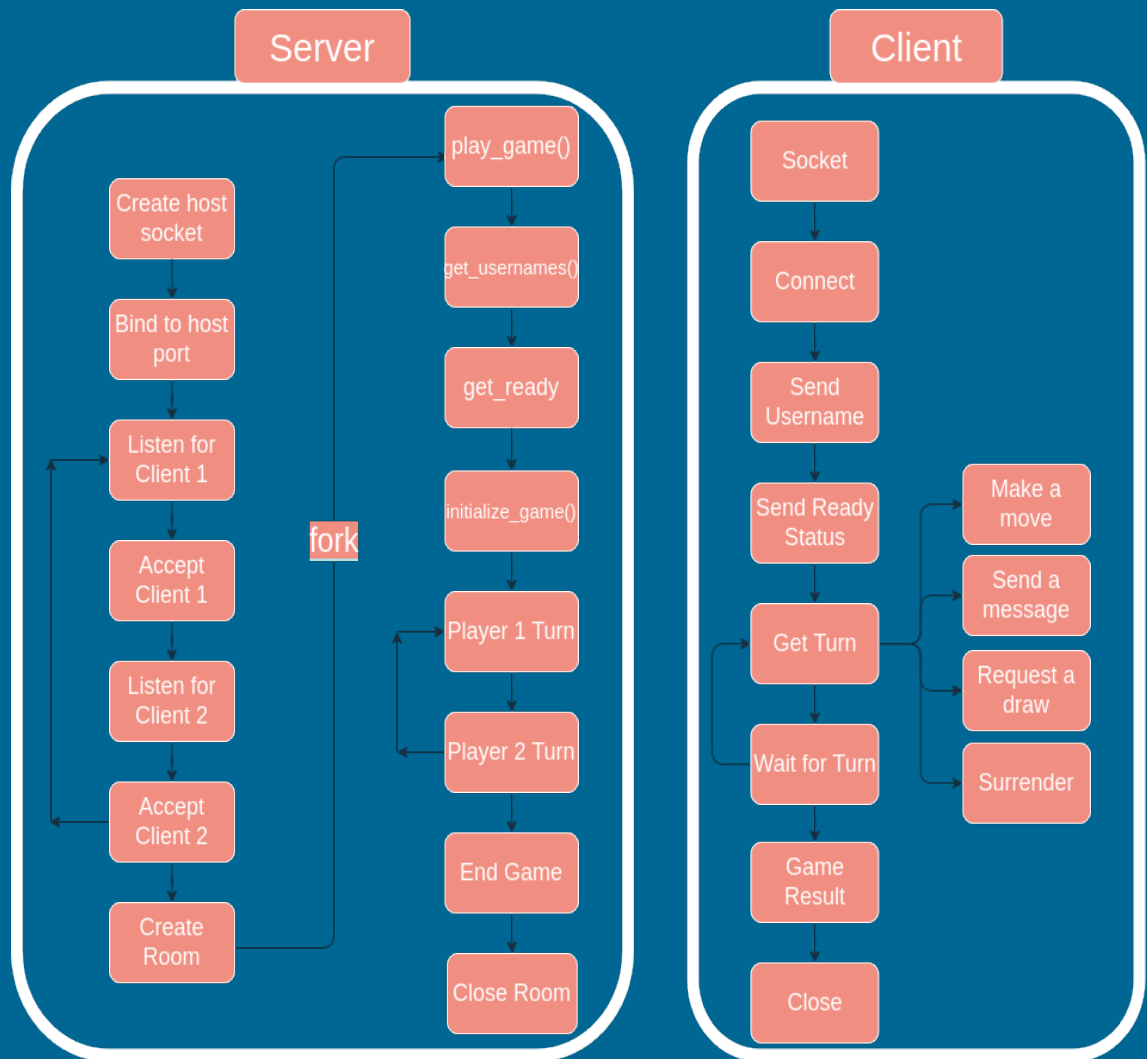 Server
Create host
socket
Bind to host
port
Listen for
Client 1
Accept
Client 1
Listen for
Client 2
Accept
Client 2
Create
Room
fork
play_game()
get_usernames()
get_ready
initialize_game()
Player 1 Turn
Player 2 Turn
End Game
Close Room
Client
Socket
Connect
Send
Username
Send Ready
Status
Get Turn
Wait for Turn
Game
Result
Close
Make a
move
Send a
message
Request a
draw
Surrender